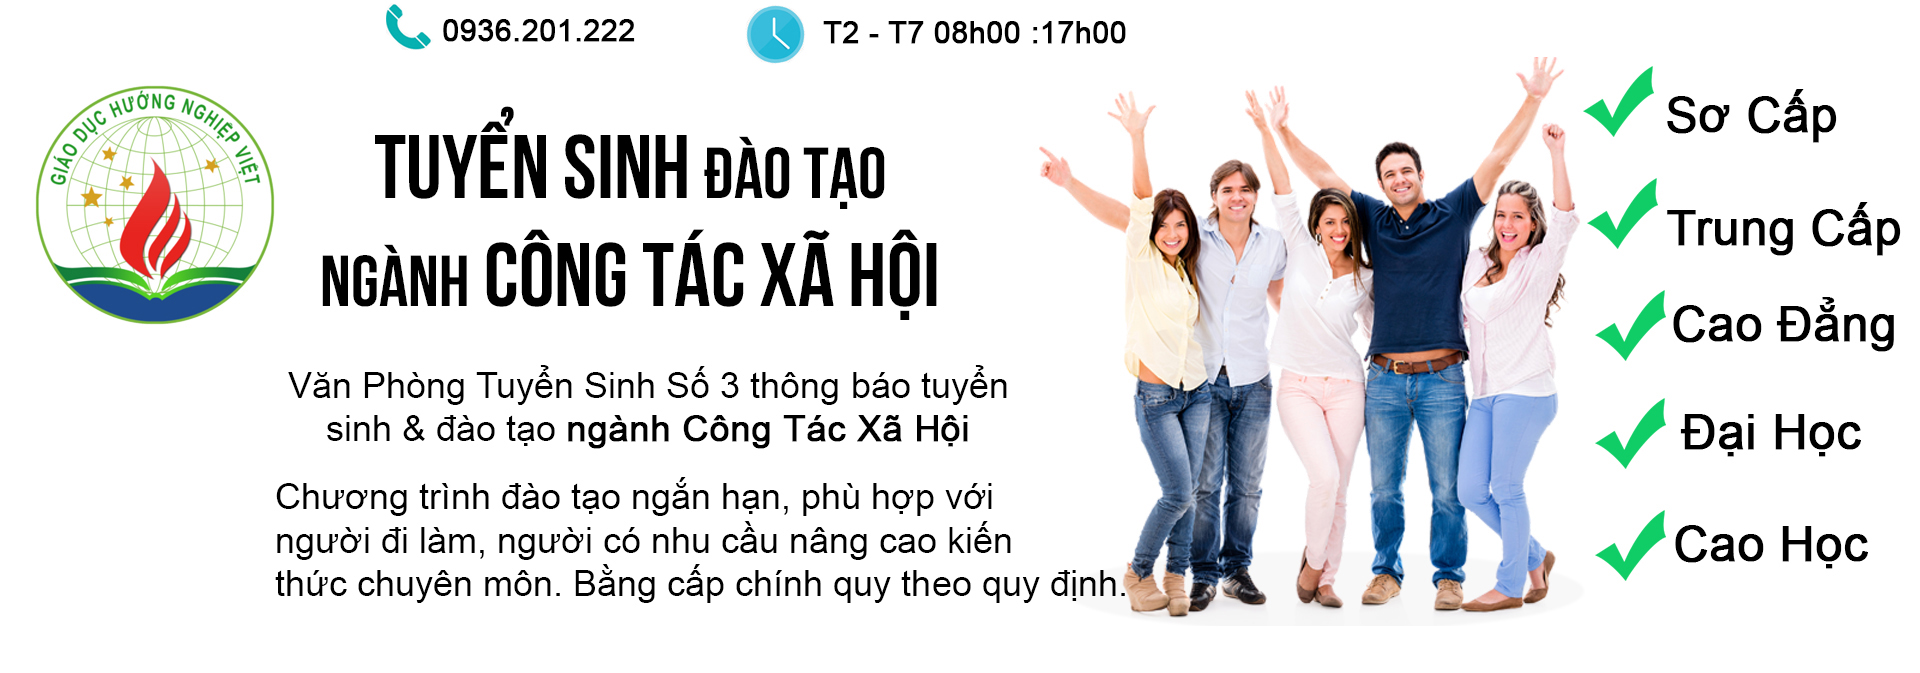 0936.201.222
T2 - T7 08h00 :17h00
GIÁO DỤC HƯỚNG NGHIỆP VIỆT
TUYỂN SINH ĐÀO TẠO
NGÀNH CÔNG TÁC XÃ HỘI
Văn Phòng Tuyển Sinh Số 3 thông báo tuyển
sinh & đào tạo ngành Công Tác Xã Hội
Chương trình đào tạo ngắn hạn, phù hợp với
người đi làm, người có nhu cầu nâng cao kiến
thức chuyên môn. Bằng cấp chính quy theo quy định.
Sơ Cấp
Trung Cấp
Cao Đẳng
Đại Học
Cao Học